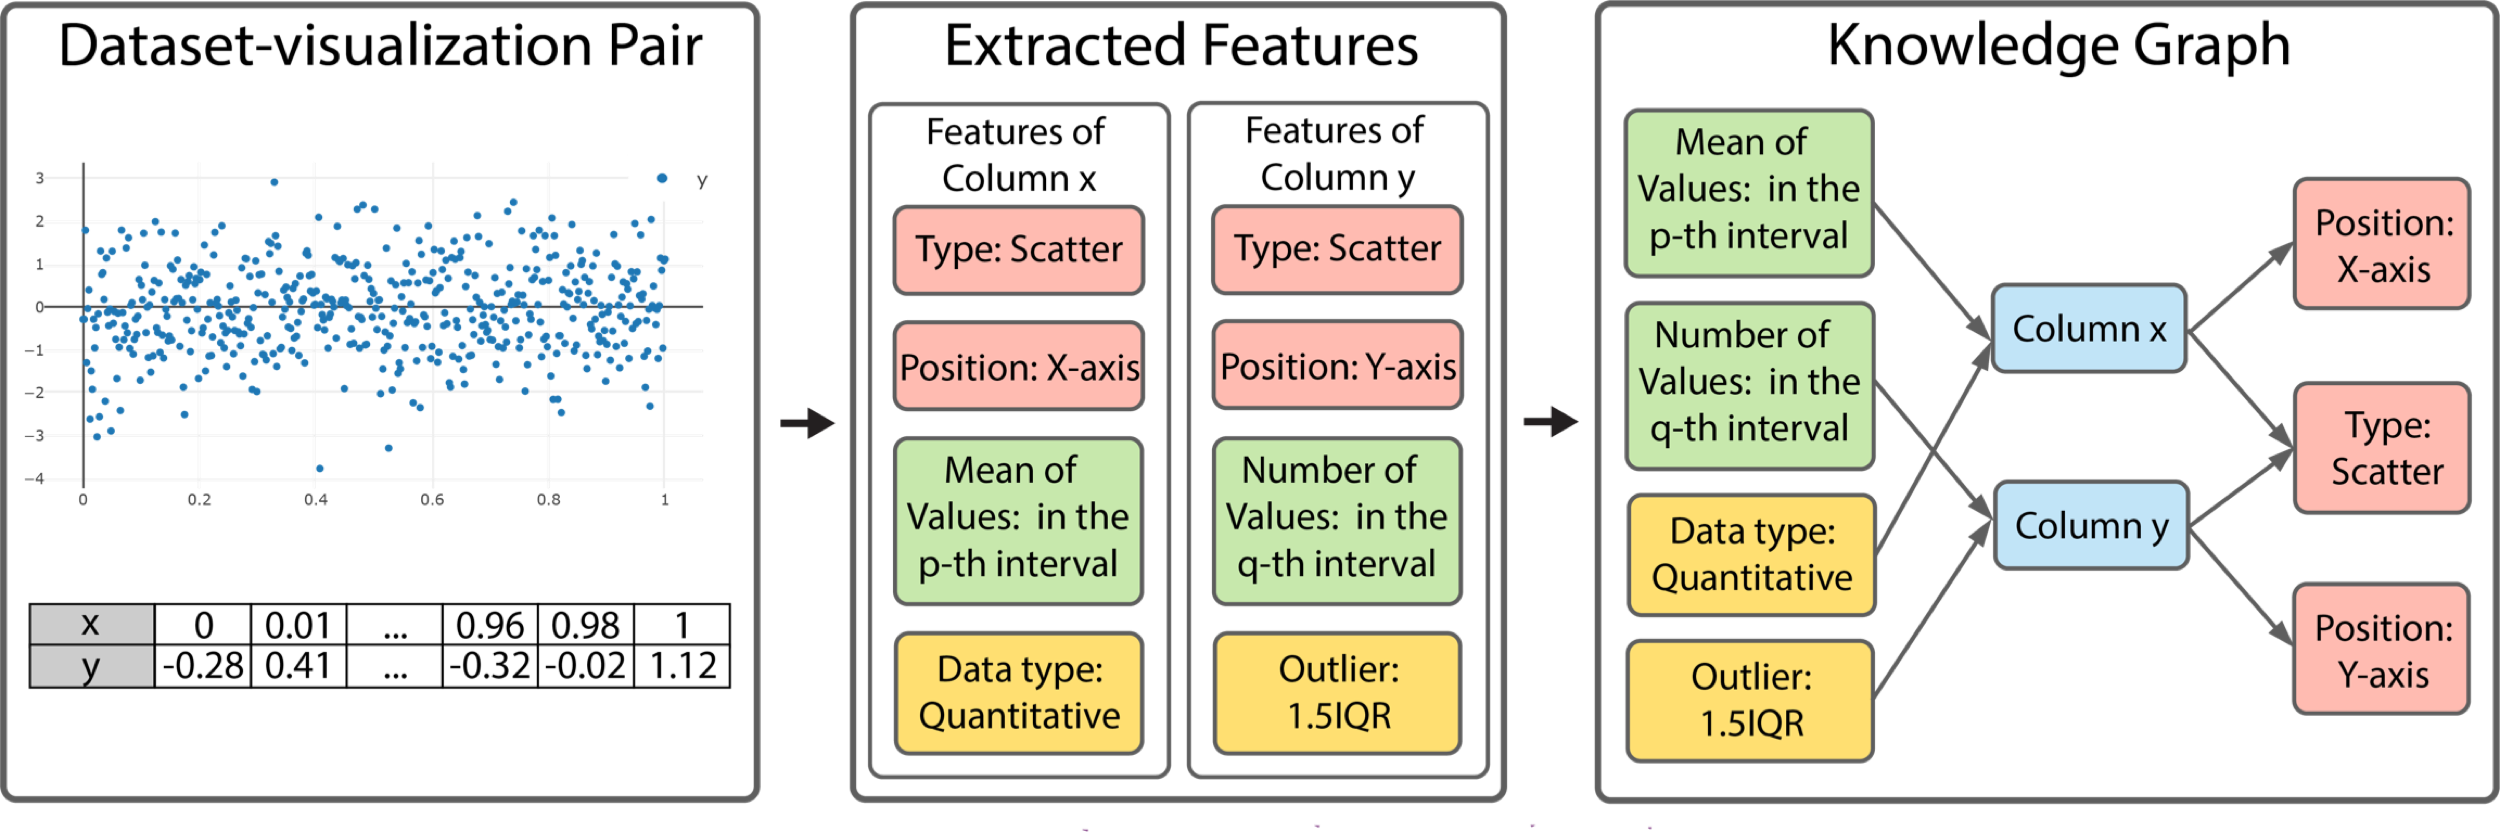 Dataset-visualization Pair
y
3
2
1
0
−1
−2
−3
−4
0
0.2
0.4
0.6
0.8
1
x 0 0.01 ... 0.96 0.98 1
y -0.28 0.41 ... -0.32 -0.02 1.12
Extracted Features
Features of
Column x
Type: Scatter
Position: X-axis
Mean of
Values: in the
p-th interval
Data type:
Quantitative
Features of
Column y
Type: Scatter
Position: Y-axis
Number of
Values: in the
q-th interval
Outlier:
1.5IQR
Knowledge Graph
Mean of
Values: in the
p-th interval
Number of
Values: in the
q-th interval
Data type:
Quantitative
Outlier:
1.5IQR
Column x
Column y
Position:
X-axis
Type:
Scatter
Position:
Y-axis